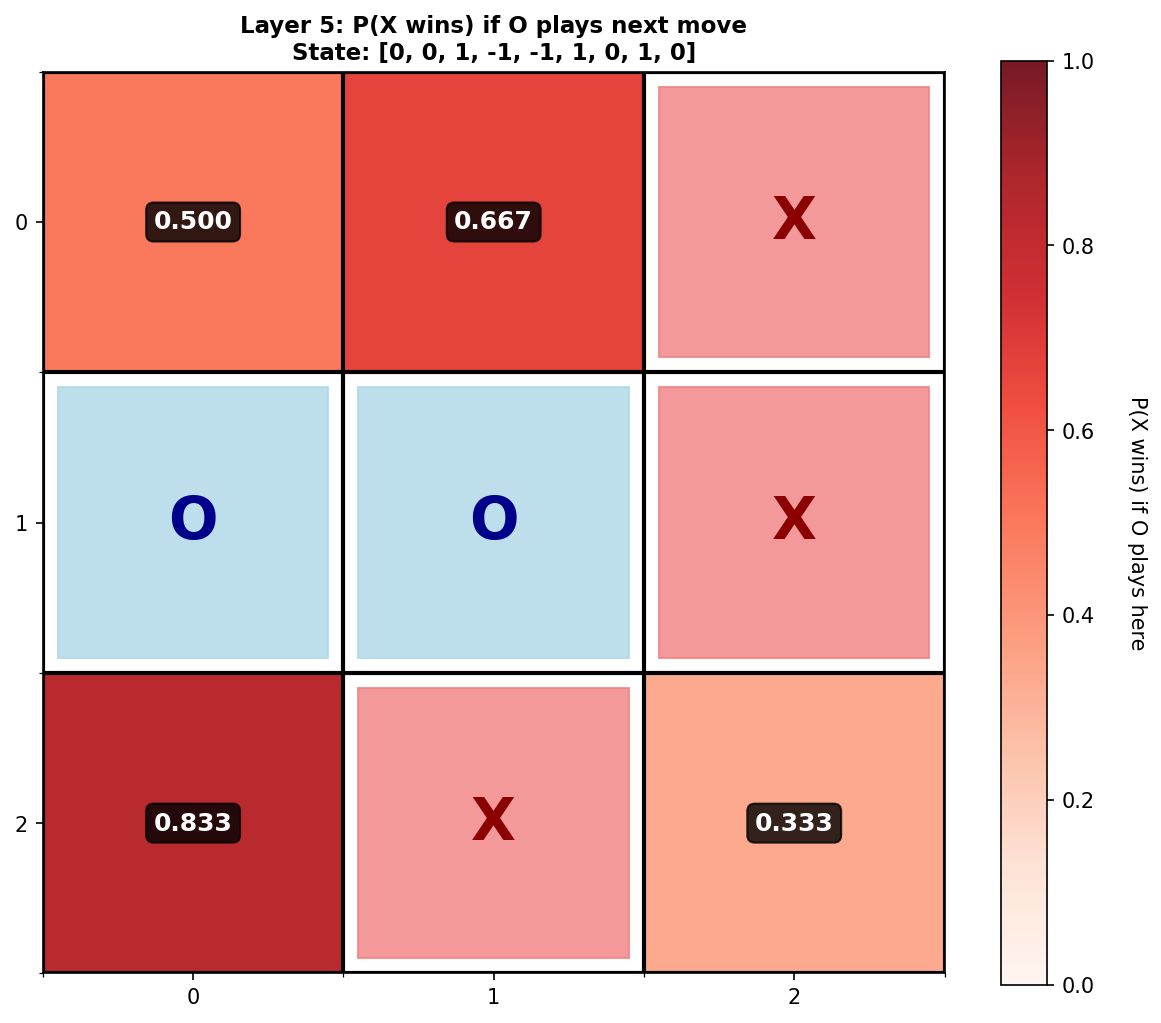 Layer 5: P(X wins) if O plays next move
State: [0, 0, 1, -1, -1, 1, 0, 1, 0]
0
0.500
0.667
X
1
O
O
X
2
0.833
X
0.333
0
1
2
1.0
0.8
0.6
0.4
0.2
0.0
P(X wins) if O plays here